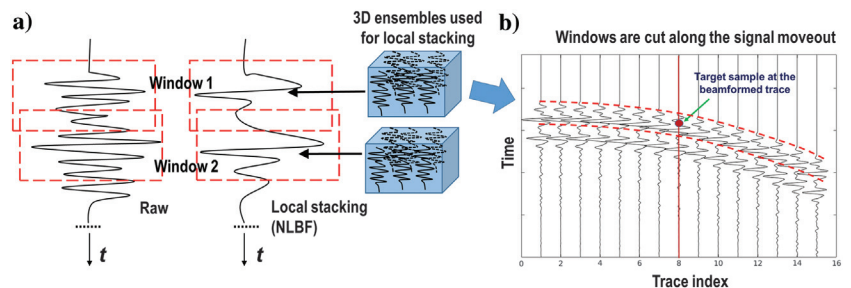 a)
3D ensembles used
for local stacking
Window 1
Window 2
Raw
Local stacking
(NLBF)
t
t
b)
Windows are cut along the signal moveout
Target sample at the
beamformed trace
Time
0 2 4 6 8 10 12 14 16
Trace index